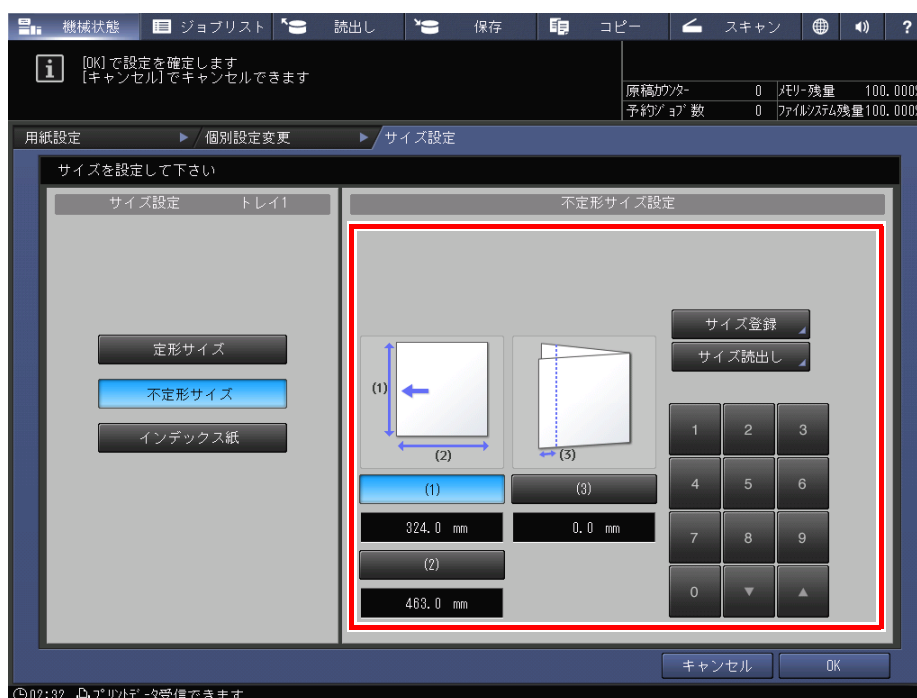 機械状態 ジョブリスト 読出し 保存 コピー スキャン ?
[OK]で設定を確定します
[キャンセル]でキャンセルできます
原稿カウンター 0 メモリー残量 100.000%
予約ジョブ数 0 ファイルシステム残量100.000%
用紙設定 個別設定変更 サイズ設定
サイズを設定して下さい
サイズ設定 トレイ1
不定形サイズ設定
定形サイズ
不定形サイズ
インデックス紙
サイズ登録
サイズ読出し
(1)
(2)
(3)
(1) (3)
324.0 mm 0.0 mm
(2)
463.0 mm
1 2 3
4 5 6
7 8 9
0 ▼ ▲
キャンセル OK
02:32 プリントデータ受信できます